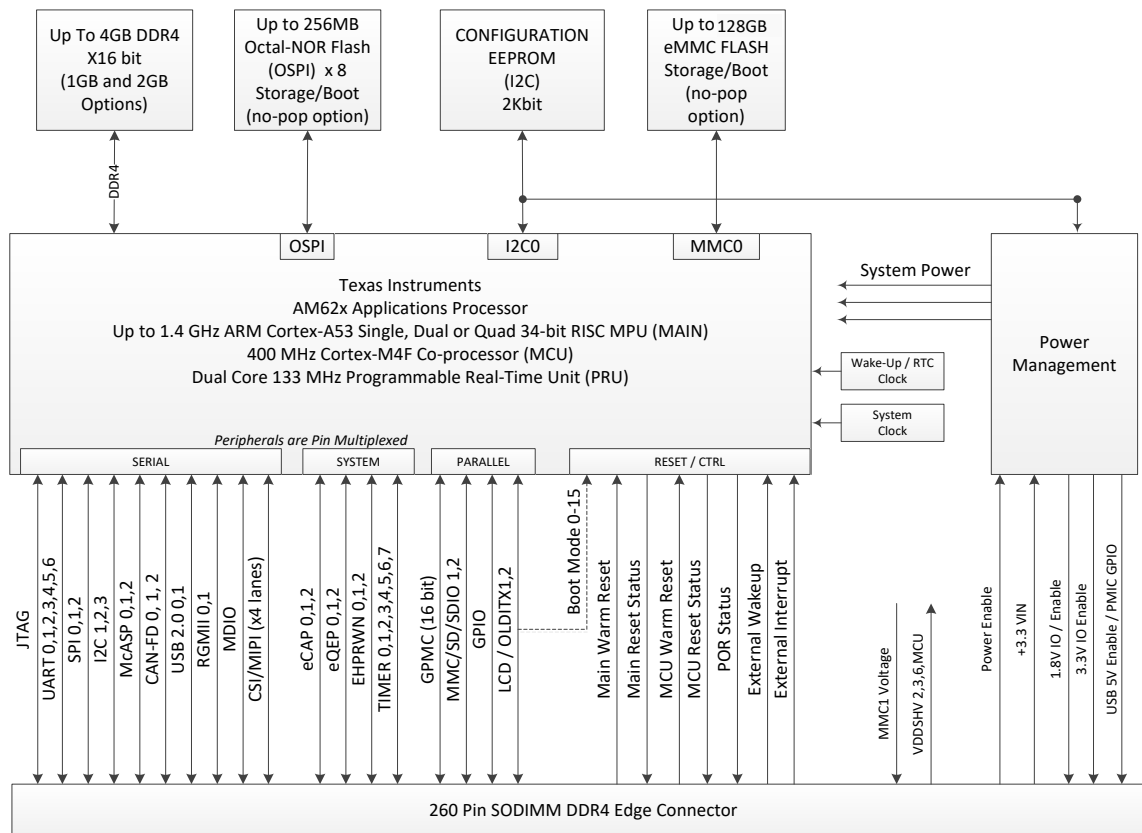 Up To 4GB DDR4
X16 bit
(1GB and 2GB
Options)
Up to 256MB
Octal-NOR Flash
(OSPI) x 8
Storage/Boot
(no-pop option)
CONFIGURATION
EEPROM
(I2C)
2Kbit
Up to 128GB
eMMC FLASH
Storage/Boot
(no-pop
option)
DDR4
OSPI
I2C0
MMC0
Texas Instruments
AM62x Applications Processor
Up to 1.4 GHz ARM Cortex-A53 Single, Dual or Quad 34-bit RISC MPU (MAIN)
400 MHz Cortex-M4F Co-processor (MCU)
Dual Core 133 MHz Programmable Real-Time Unit (PRU)
System Power
Wake-Up / RTC
Clock
System
Clock
Power
Management
Peripherals are Pin Multiplexed
SERIAL
SYSTEM
PARALLEL
RESET / CTRL
JTAG
UART 0,1,2,3,4,5,6
SPI 0,1,2
I2C 1,2,3
McASP 0,1,2
CAN-FD 0, 1, 2
USB 2.0 0,1
RGMII 0,1
MDIO
CSI/MIPI (x4 lanes)
eCAP 0,1,2
eQEP 0,1,2
EHPRWN 0,1,2
TIMER 0,1,2,3,4,5,6,7
GPMC (16 bit)
MMC/SD/SDIO 1,2
GPIO
LCD / OLDITX1,2
Boot Mode 0-15
Main Warm Reset
Main Reset Status
MCU Warm Reset
MCU Reset Status
POR Status
External Wakeup
External Interrupt
MMC1 Voltage
VDDSHV 2,3,6,MCU
Power Enable
+3.3 VIN
1.8V IO / Enable
3.3V IO Enable
USB 5V Enable / PMIC GPIO
260 Pin SODIMM DDR4 Edge Connector